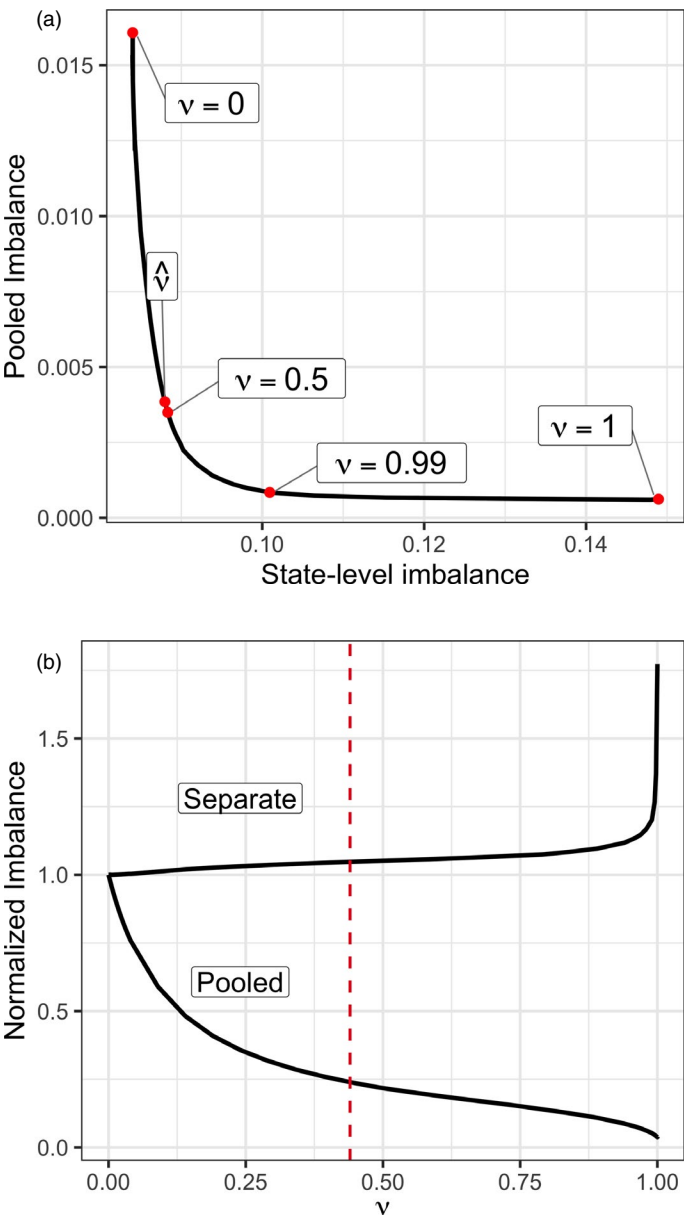 (a)
Pooled Imbalance
0.015
0.010
0.005
0.000
ν = 0
ν̂
ν = 0.5
ν = 0.99
ν = 1
0.10 0.12 0.14
State-level imbalance
(b)
Normalized Imbalance
1.5
1.0
0.5
0.0
Separate
Pooled
0.00 0.25 0.50 0.75 1.00
ν